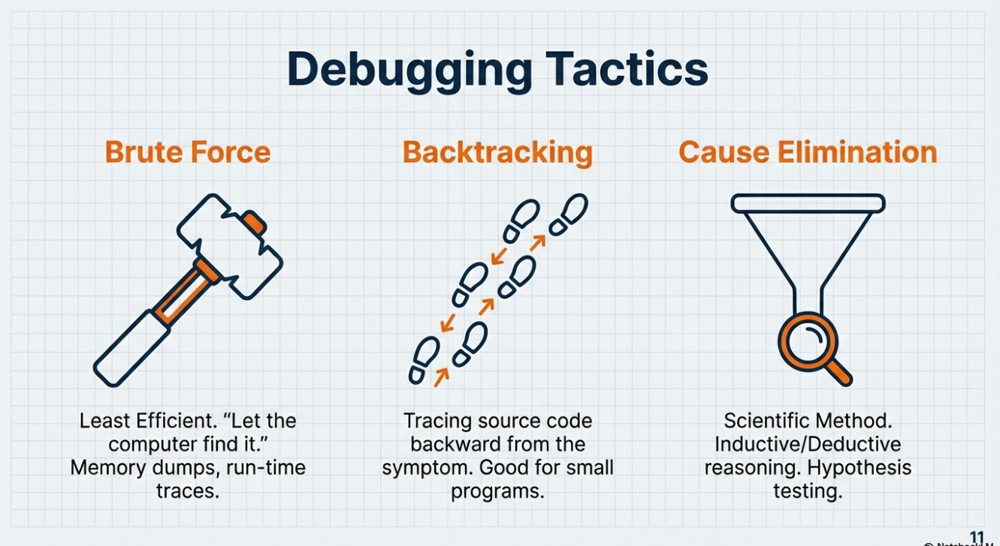 Debugging Tactics
Brute Force
Backtracking
Cause Elimination
Least Efficient. “Let the
computer find it.”
Memory dumps, run-time
traces.
Tracing source code
backward from the
symptom. Good for small
programs.
Scientific Method.
Inductive/Deductive
reasoning. Hypothesis
testing.
11